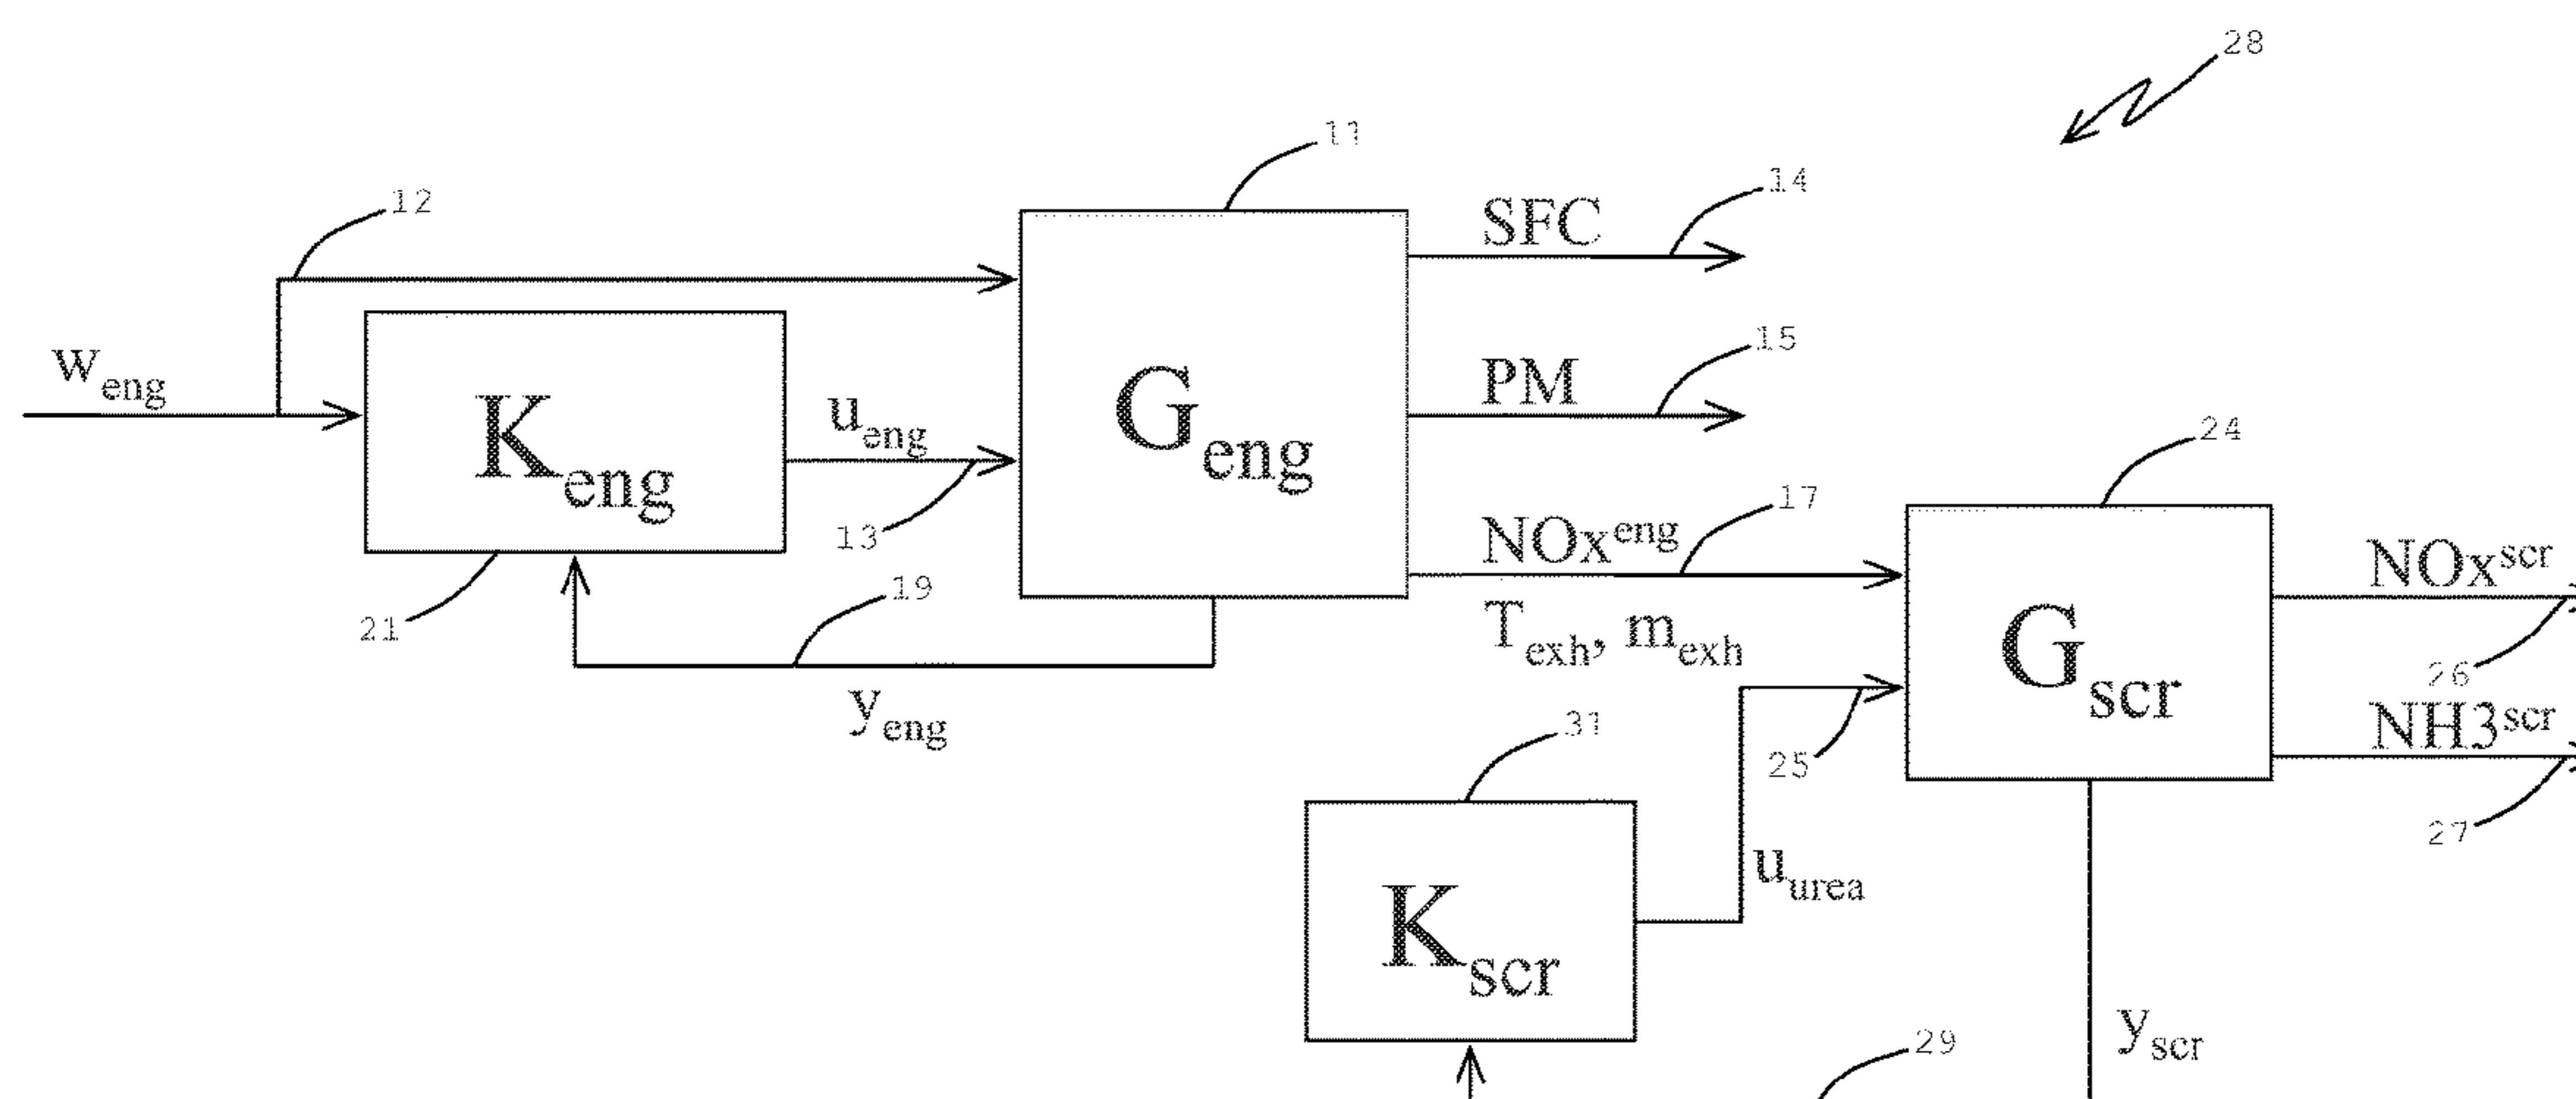 28
11
14
12
SFC
15
w_eng
PM
u_eng
K_eng
G_eng
24
17
13
NOx^eng
NOx^scr
19
21
T_exh, m_exh
G_scr
26
y_eng
31
25
NH3^scr
27
u_urea
K_scr
y_scr
29